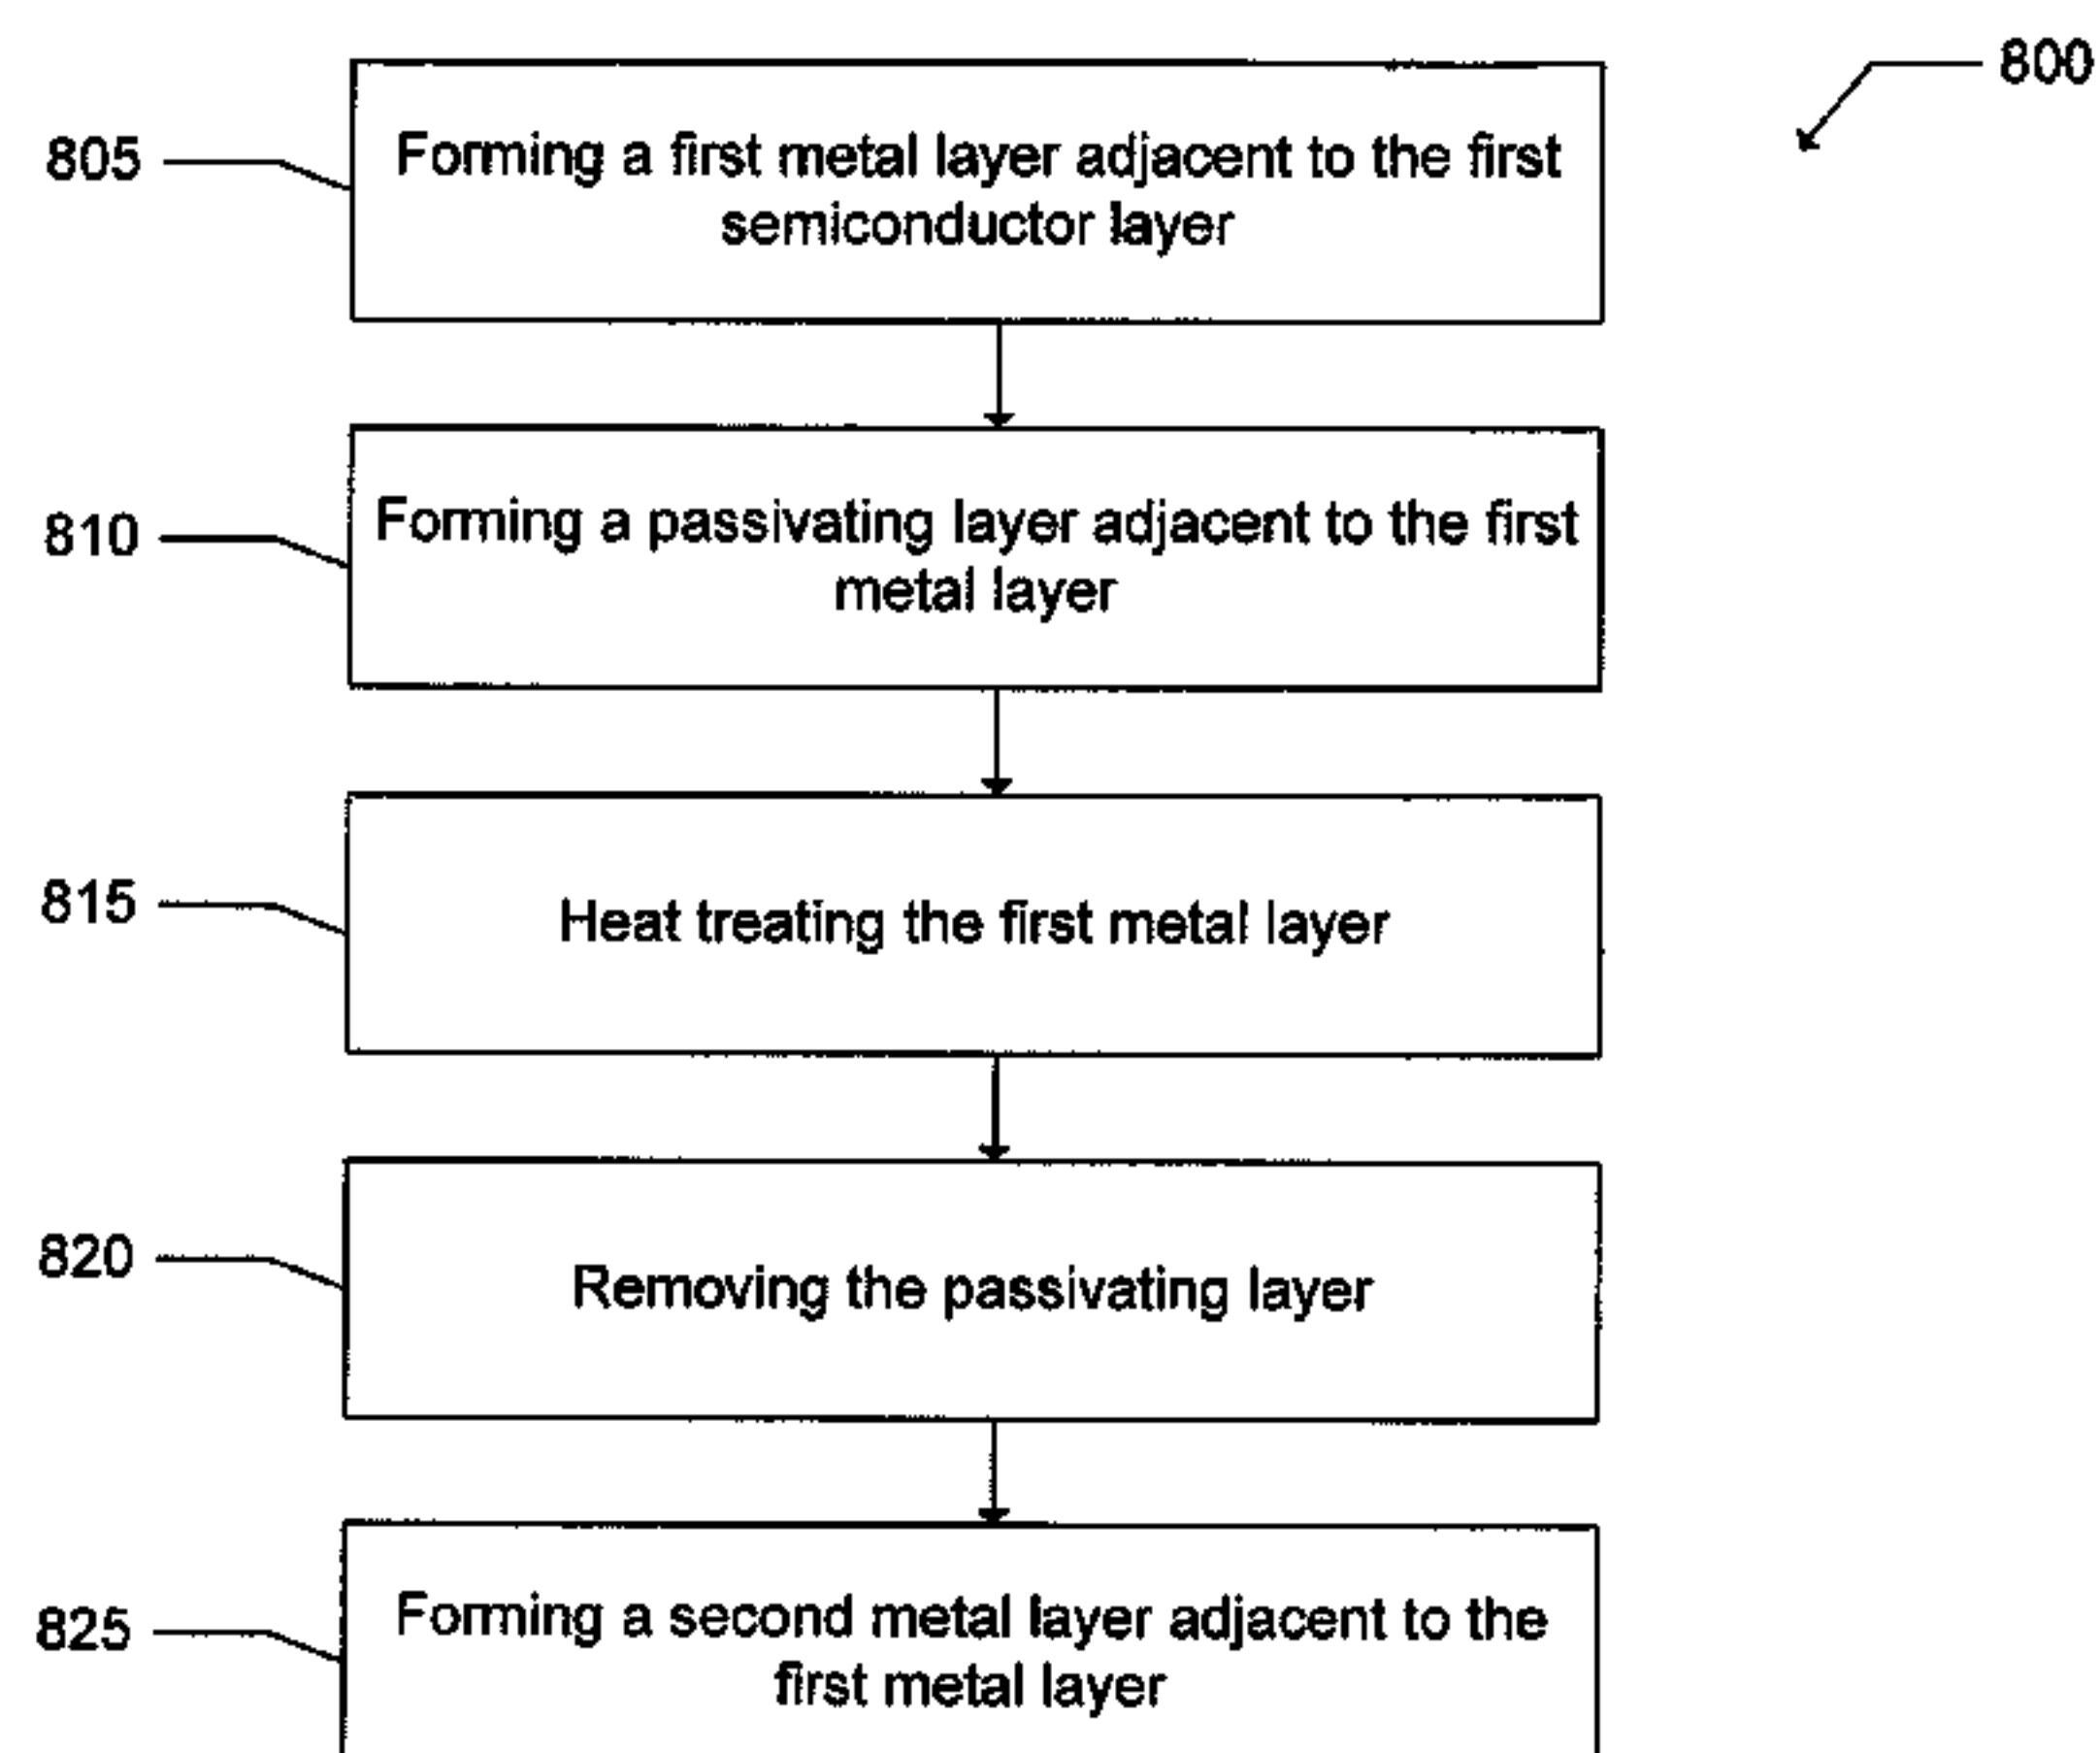 800
805
Forming a first metal layer adjacent to the first
semiconductor layer
810
Forming a passivating layer adjacent to the first
metal layer
815
Heat treating the first metal layer
820
Removing the passivating layer
825
Forming a second metal layer adjacent to the
first metal layer